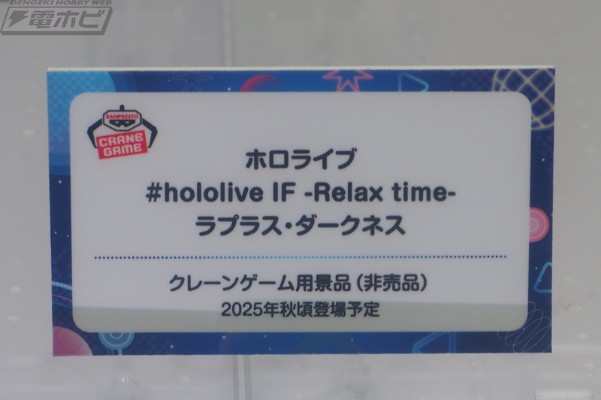 DENGEKI HOBBY WEB
電ホビ
BANPRESTO
CRANE
GAME
ホロライブ
#hololive IF -Relax time-
ラプラス・ダークネス
クレーンゲーム用景品（非売品）
2025年秋頃登場予定